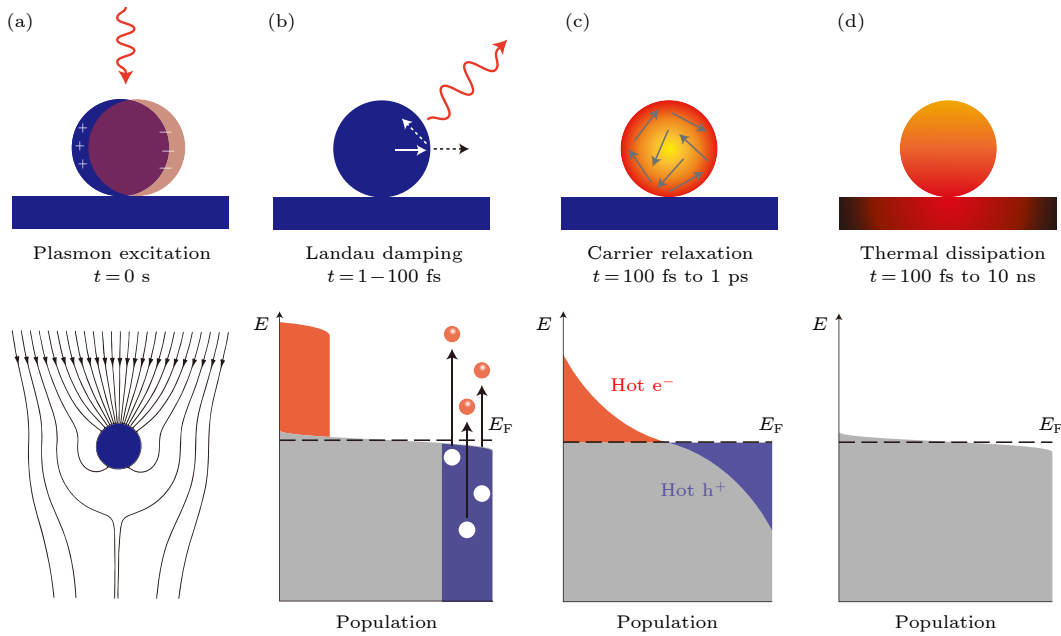 (a)
(b)
(c)
(d)
+
+
+
−
−
−
Plasmon excitation
t=0 s
Landau damping
t=1−100 fs
Carrier relaxation
t=100 fs to 1 ps
Thermal dissipation
t=100 fs to 10 ns
E
E_F
Population
E
Hot e⁻
E_F
Hot h⁺
Population
E
E_F
Population